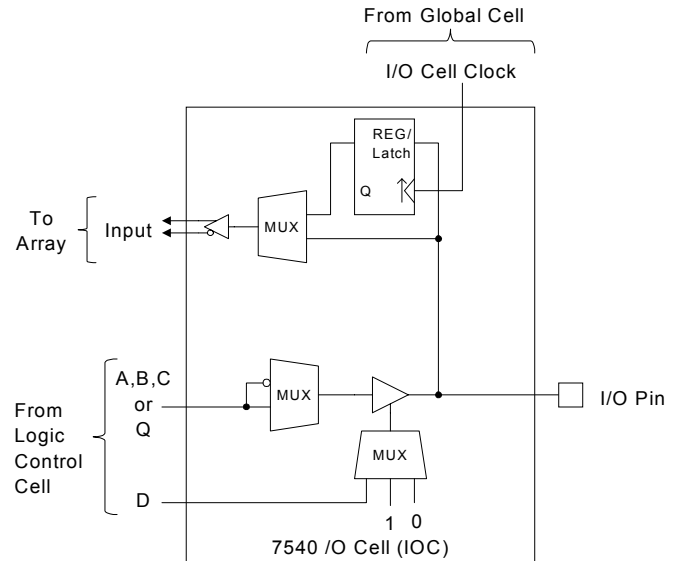 From Global Cell
I/O Cell Clock
REG/
Latch
Q
To
Array
Input
MUX
A,B,C
or
Q
MUX
I/O Pin
From
Logic
Control
Cell
MUX
D
1 0
7540 /O Cell (IOC)